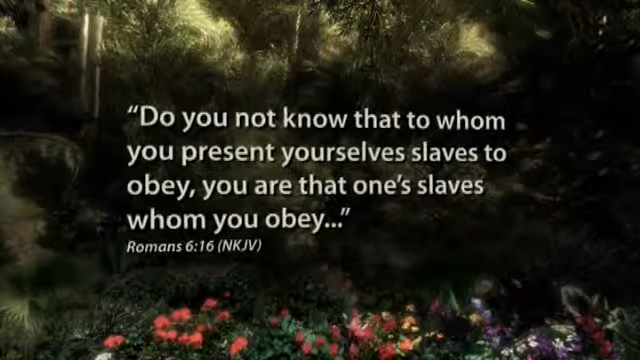 “Do you not know that to whom
you present yourselves slaves to
obey, you are that one’s slaves
whom you obey...”
Romans 6:16 (NKJV)